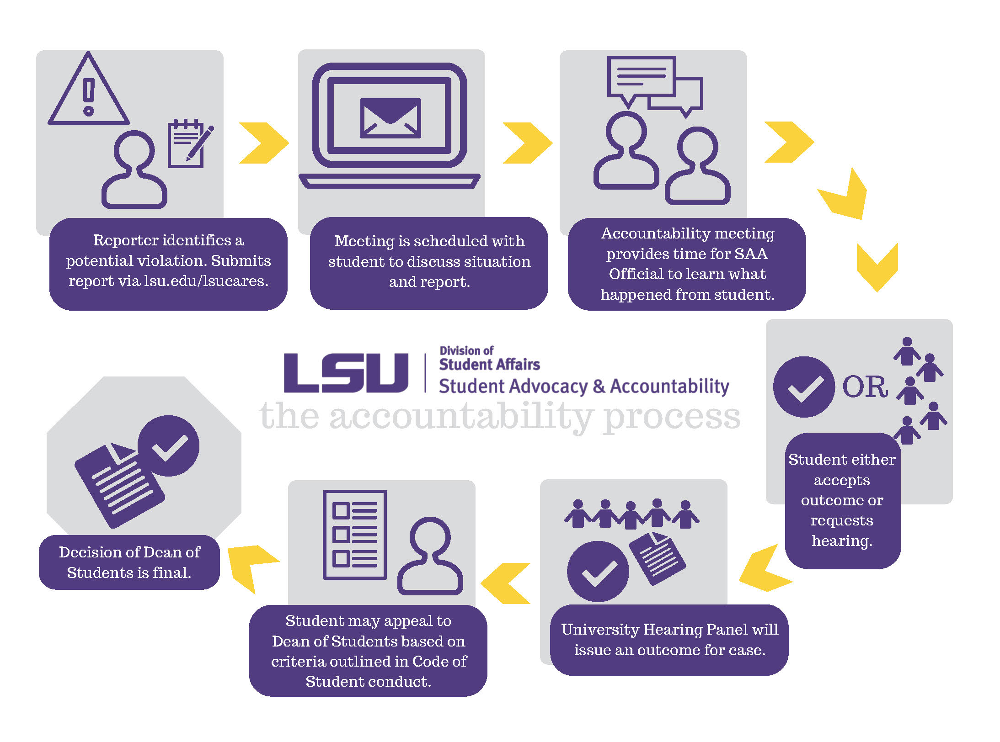 Reporter identifies a
potential violation. Submits
report via lsu.edu/lsucares.
Meeting is scheduled with
student to discuss situation
and report.
Accountability meeting
provides time for SAA
Official to learn what
happened from student.
LSU
Division of
Student Affairs
Student Advocacy & Accountability
the accountability process
OR
Student either
accepts
outcome or
requests
hearing.
University Hearing Panel will
issue an outcome for case.
Student may appeal to
Dean of Students based on
criteria outlined in Code of
Student conduct.
Decision of Dean of
Students is final.